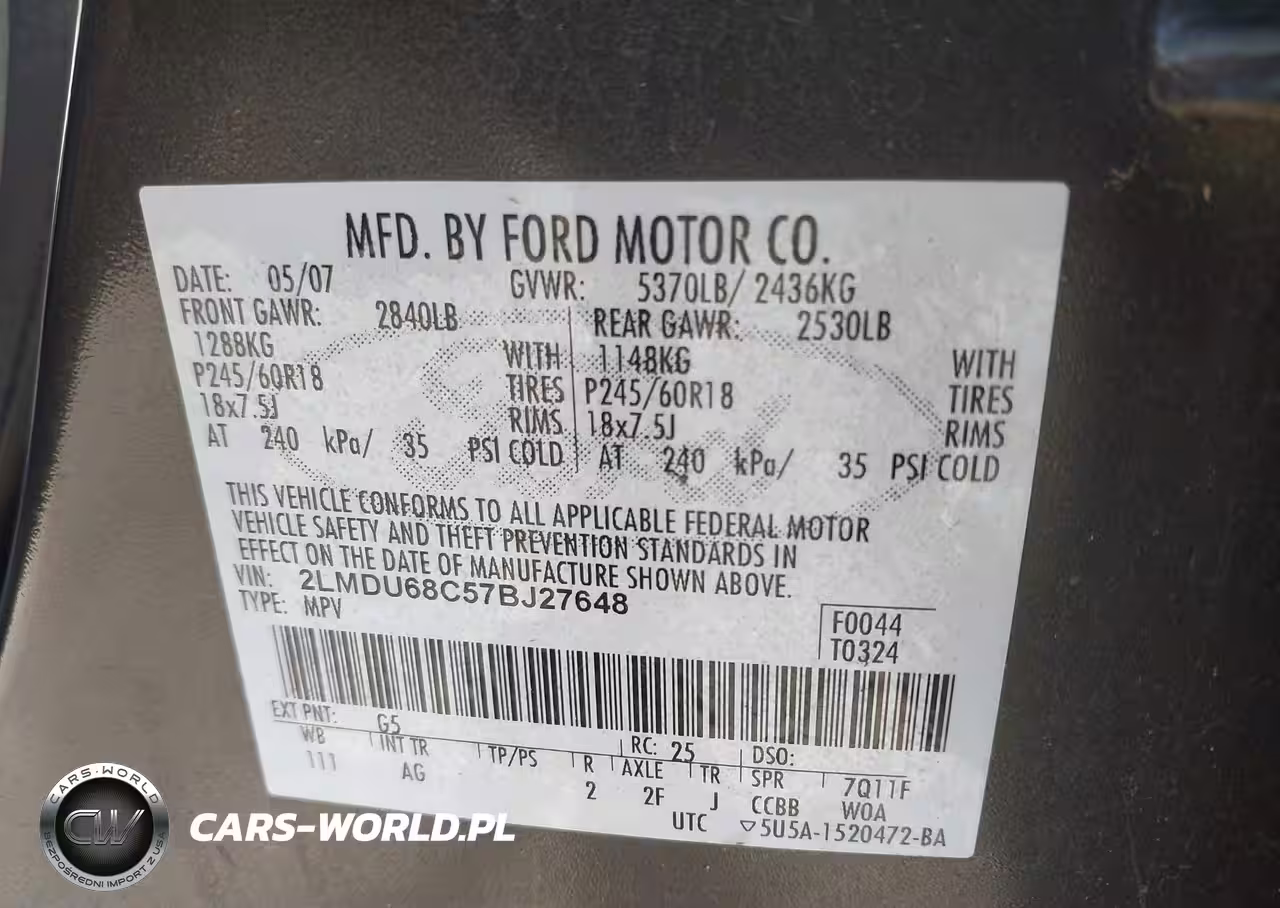 MFD. BY FORD MOTOR CO.
DATE: 05/07 GVWR: 5370LB/ 2436KG
FRONT GAWR: 2840LB REAR GAWR: 2530LB
1288KG WITH 1148KG WITH
P245/60R18 TIRES P245/60R18 TIRES
18x7.5J RIMS 18x7.5J RIMS
AT 240 kPa/ 35 PSI COLD AT 240 kPa/ 35 PSI COLD
THIS VEHICLE CONFORMS TO ALL APPLICABLE FEDERAL MOTOR
VEHICLE SAFETY AND THEFT PREVENTION STANDARDS IN
EFFECT ON THE DATE OF MANUFACTURE SHOWN ABOVE.
VIN: 2LMDU68C57BJ27648
TYPE: MPV
F0044
T0324
EXT PNT: G5 RC: 25 DSO:
WB INT TR TP/PS R AXLE TR SPR 7Q11F
111 AG 2 2F J CCBB WOA
UTC ▽5U5A-1520472-BA
CARS-WORLD
CW
BEZPOŚREDNI IMPORT Z USA
CARS-WORLD.PL